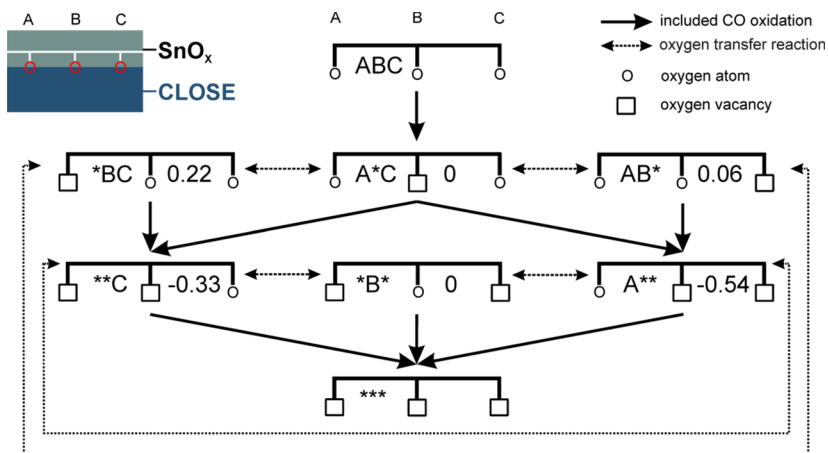 A B C
SnOx
CLOSE
A B C
ABC
included CO oxidation
oxygen transfer reaction
oxygen atom
oxygen vacancy
*BC 0.22
A*C 0
AB* 0.06
**C -0.33
*B* 0
A** -0.54
***